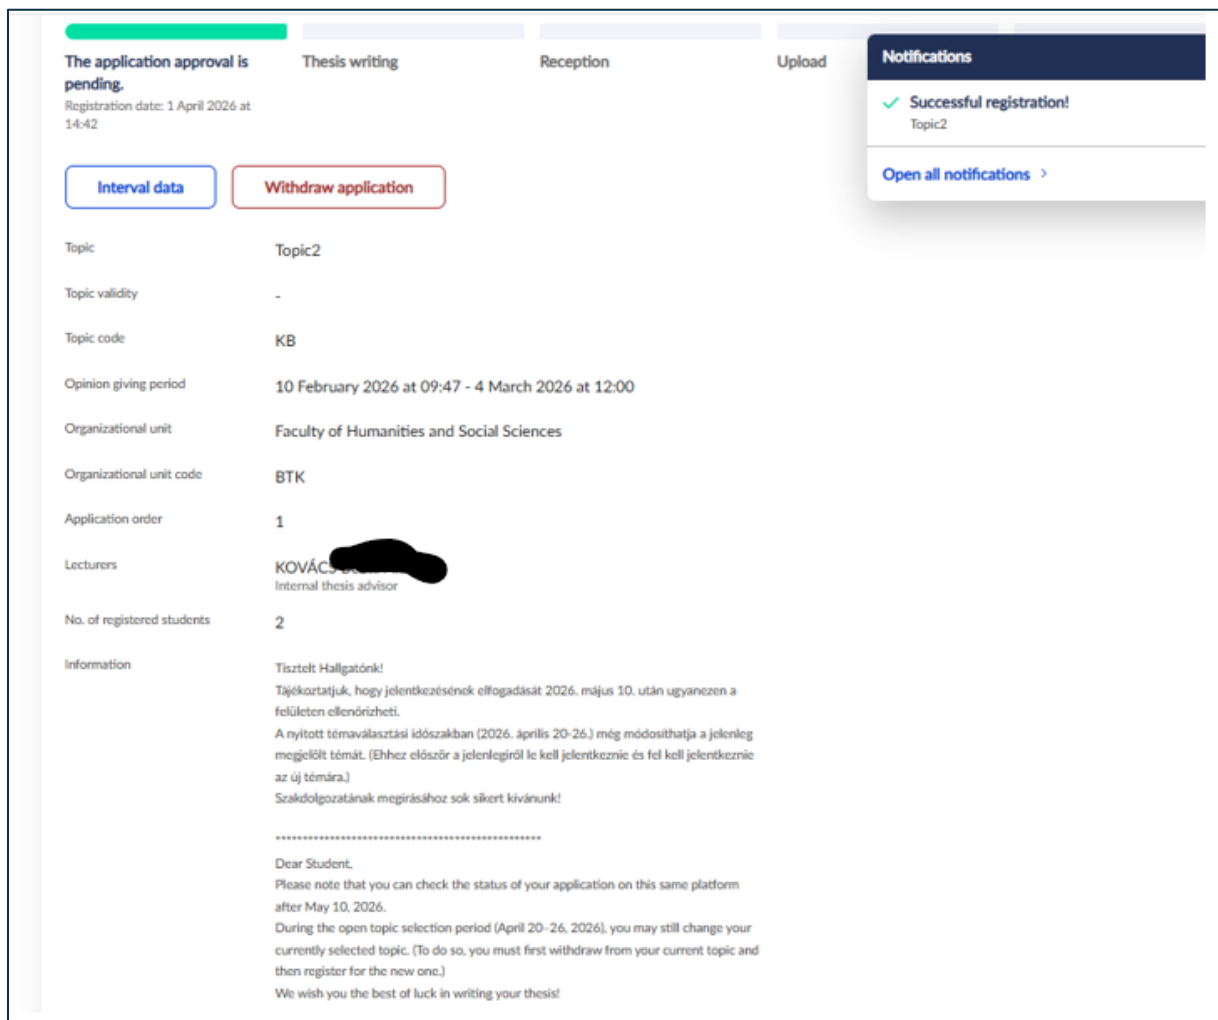 The application approval is
pending.
Registration date: 1 April 2026 at
14:42
Thesis writing
Reception
Upload
Notifications
Successful registration!
Topic2
Open all notifications
Interval data
Withdraw application
Topic
Topic2
Topic validity
-
Topic code
KB
Opinion giving period
10 February 2026 at 09:47 - 4 March 2026 at 12:00
Organizational unit
Faculty of Humanities and Social Sciences
Organizational unit code
BTK
Application order
1
Lecturers
KOVÁCS
Internal thesis advisor
No. of registered students
2
Information
Tisztelt Hallgatónk!
Tájékoztatjuk, hogy jelentkezésének elfogadását 2026. május 10. után ugyanezen a
felületen ellenőrizheti.
A nyitott témaválasztási időszakban (2026. április 20-26.) még módosíthatja a jelenleg
megjelölt témát. (Ehhez először a jelenlegiről le kell jelentkeznie és fel kell jelentkeznie
az új témára.)
Szakdolgozatának megírásához sok sikert kívánunk!
**************************************************
Dear Student,
Please note that you can check the status of your application on this same platform
after May 10, 2026.
During the open topic selection period (April 20–26, 2026), you may still change your
currently selected topic. (To do so, you must first withdraw from your current topic and
then register for the new one.)
We wish you the best of luck in writing your thesis!